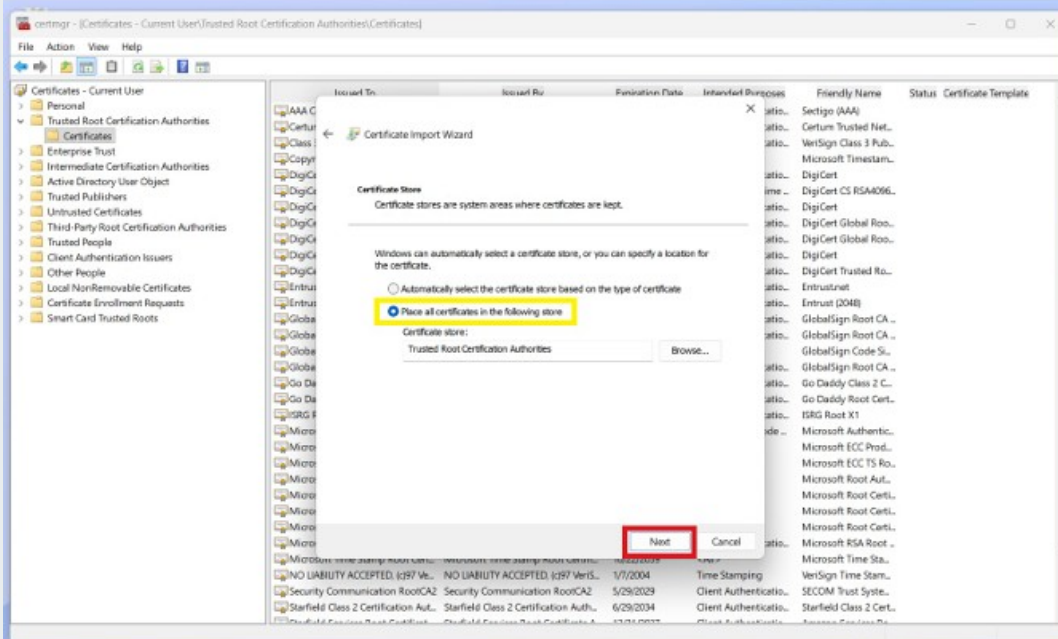 certmgr - [Certificates - Current User\Trusted Root Certification Authorities\Certificates]
File Action View Help
Certificates - Current User
Personal
Trusted Root Certification Authorities
Certificates
Enterprise Trust
Intermediate Certification Authorities
Active Directory User Object
Trusted Publishers
Untrusted Certificates
Third-Party Root Certification Authorities
Trusted People
Client Authentication Issuers
Other People
Local NonRemovable Certificates
Certificate Enrollment Requests
Smart Card Trusted Roots
Issued To Issued By Expiration Date Intended Purposes Friendly Name Status Certificate Template
Certificate Import Wizard
Certificate Store
Certificate stores are system areas where certificates are kept.
Windows can automatically select a certificate store, or you can specify a location for
the certificate.
Automatically select the certificate store based on the type of certificate
Place all certificates in the following store
Certificate store:
Trusted Root Certification Authorities Browse...
Next Cancel
Sectigo (AAA)
Certum Trusted Net...
VeriSign Class 3 Pub...
Microsoft Timestam...
DigiCert
DigiCert CS RSA4096...
DigiCert
DigiCert Global Roo...
DigiCert Global Roo...
DigiCert
DigiCert Trusted Ro...
Entrust.net
Entrust (2048)
GlobalSign Root CA ...
GlobalSign Root CA ...
GlobalSign Code Si...
GlobalSign Root CA ...
Go Daddy Class 2 C...
Go Daddy Root Cert...
ISRG Root X1
Microsoft Authentic...
Microsoft ECC Prod...
Microsoft ECC TS Ro...
Microsoft Root Aut...
Microsoft Root Certi...
Microsoft Root Certi...
Microsoft Root Certi...
Microsoft RSA Root ...
Microsoft Time Sta...
NO LIABILITY ACCEPTED, (c)97 Ve... NO LIABILITY ACCEPTED, (c)97 VeriS... 1/7/2004 Time Stamping VeriSign Time Stam...
Security Communication RootCA2 Security Communication RootCA2 5/29/2029 Client Authenticatio... SECOM Trust Syste...
Starfield Class 2 Certification Aut... Starfield Class 2 Certification Auth... 6/29/2034 Client Authenticatio... Starfield Class 2 Cert...